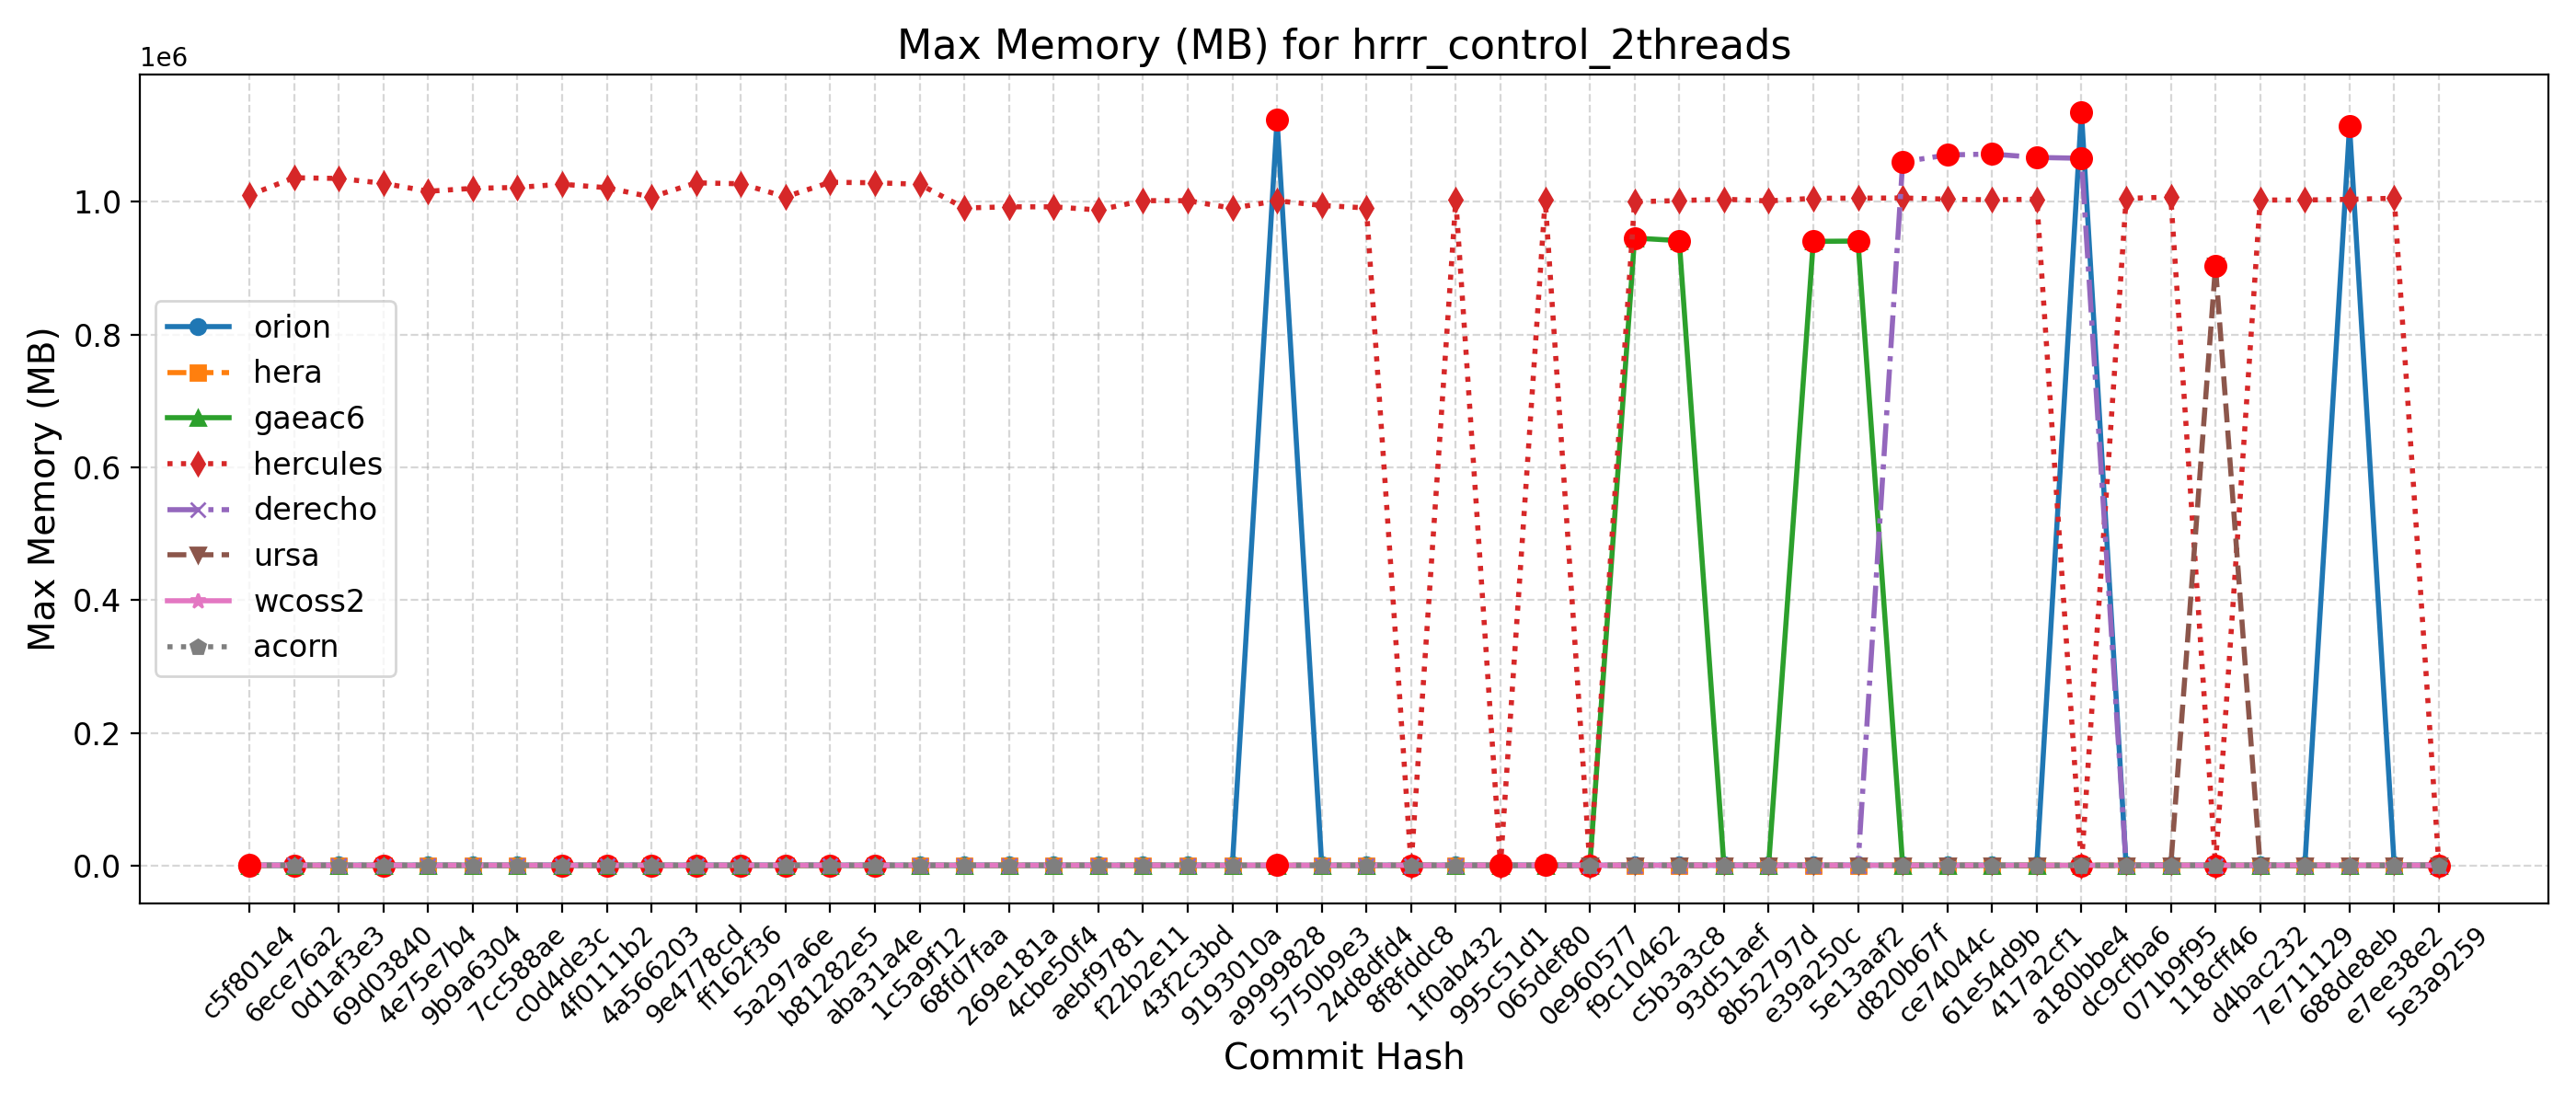 Max Memory (MB) for hrrr_control_2threads
1e6
1.0
0.8
0.6
0.4
0.2
0.0
Max Memory (MB)
orion
hera
gaeac6
hercules
derecho
ursa
wcoss2
acorn
c5f801e4
6ece76a2
0d1af3e3
69d03840
4e75e7b4
9b9a6304
7cc588ae
c0d4de3c
4f0111b2
4a566203
9e4778cd
ff162f36
5a297a6e
b81282e5
aba31a4e
1c5a9f12
68fd7faa
269e181a
4cbe50f4
aebf9781
f22b2e11
43f2c3bd
9193010a
a9999828
5750b9e3
24d8dfd4
8f8fddc8
1f0ab432
995c51d1
065def80
0e960577
f9c10462
c5b3a3c8
93d51aef
8b52797d
e39a250c
5e13aaf2
d820b67f
ce74044c
61e54d9b
417a2cf1
a180bbe4
dc9cfba6
071b9f95
118cff46
d4bac232
7e711129
688de8eb
e7ee38e2
5e3a9259
Commit Hash